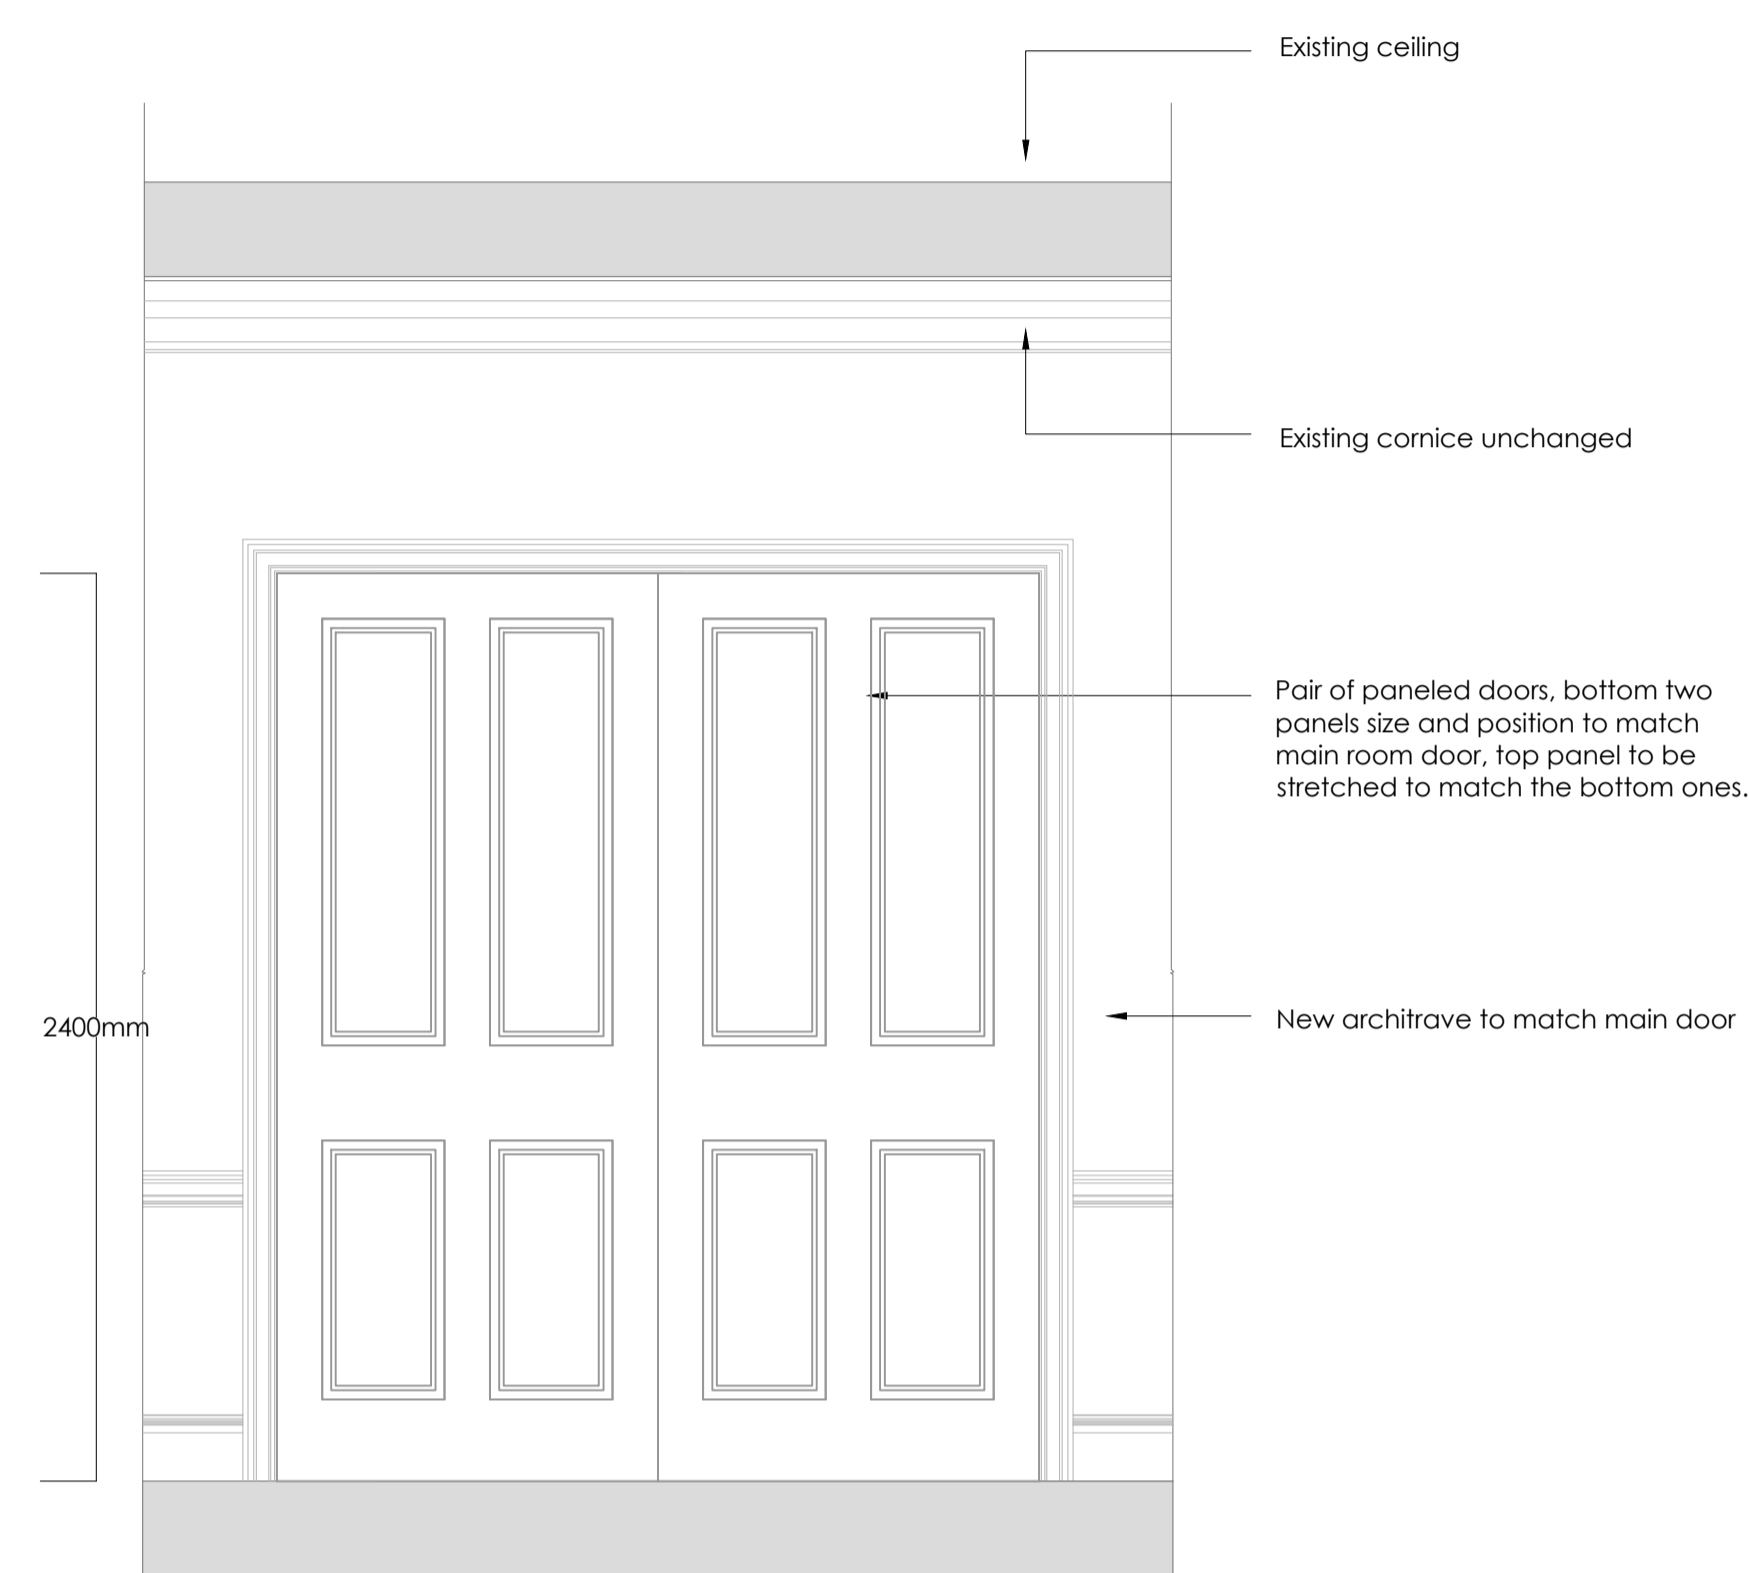 Existing ceiling
Existing cornice unchanged
Pair of paneled doors, bottom two
panels size and position to match
main room door, top panel to be
stretched to match the bottom ones.
2400mm
New architrave to match main door